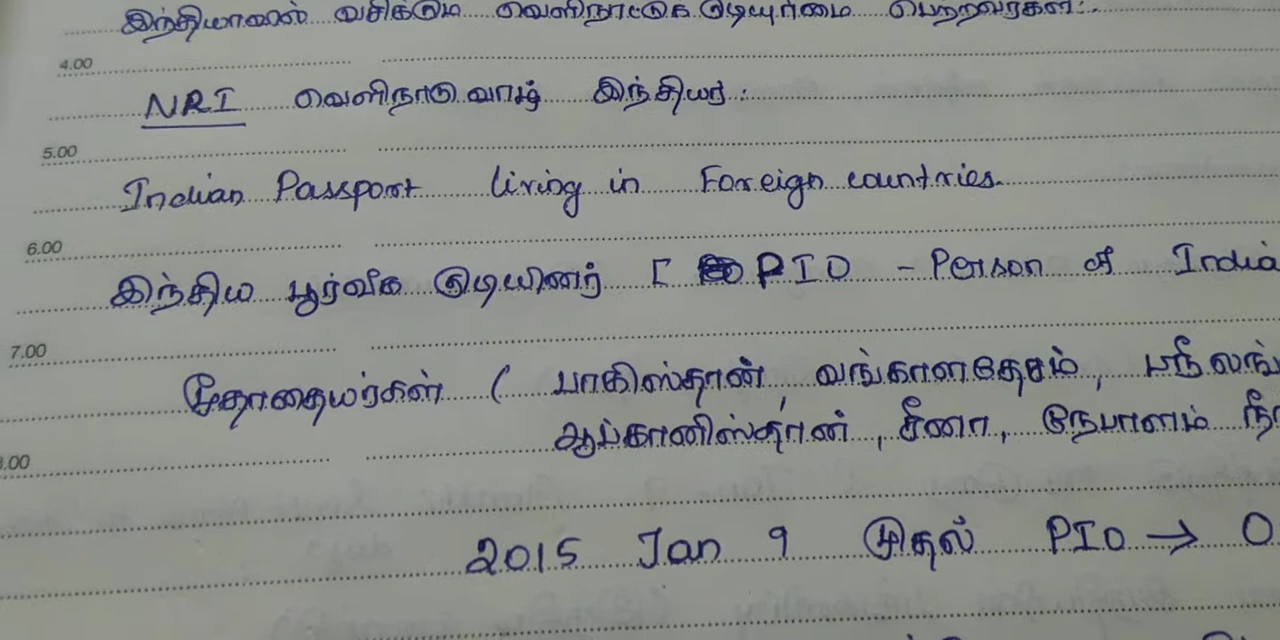 இந்தியாவில் வசிக்கும் வெளிநாட்டுக் குடியுரிமை பெற்றவர்கள்.
4.00
NRI வெளிநாடு வாழ் இந்தியர்.
5.00
Indian Passport living in Foreign countries.
6.00
இந்திய பூர்வீக குடியினர் [ PIO - Person of India
7.00
மூதாதையர்கள் ( பாகிஸ்தான், வங்காளதேசம், ஸ்ரீலங்
ஆப்கானிஸ்தான், சீனா, நேபாளம்
.00
2015 Jan 9 முதல் PIO → O